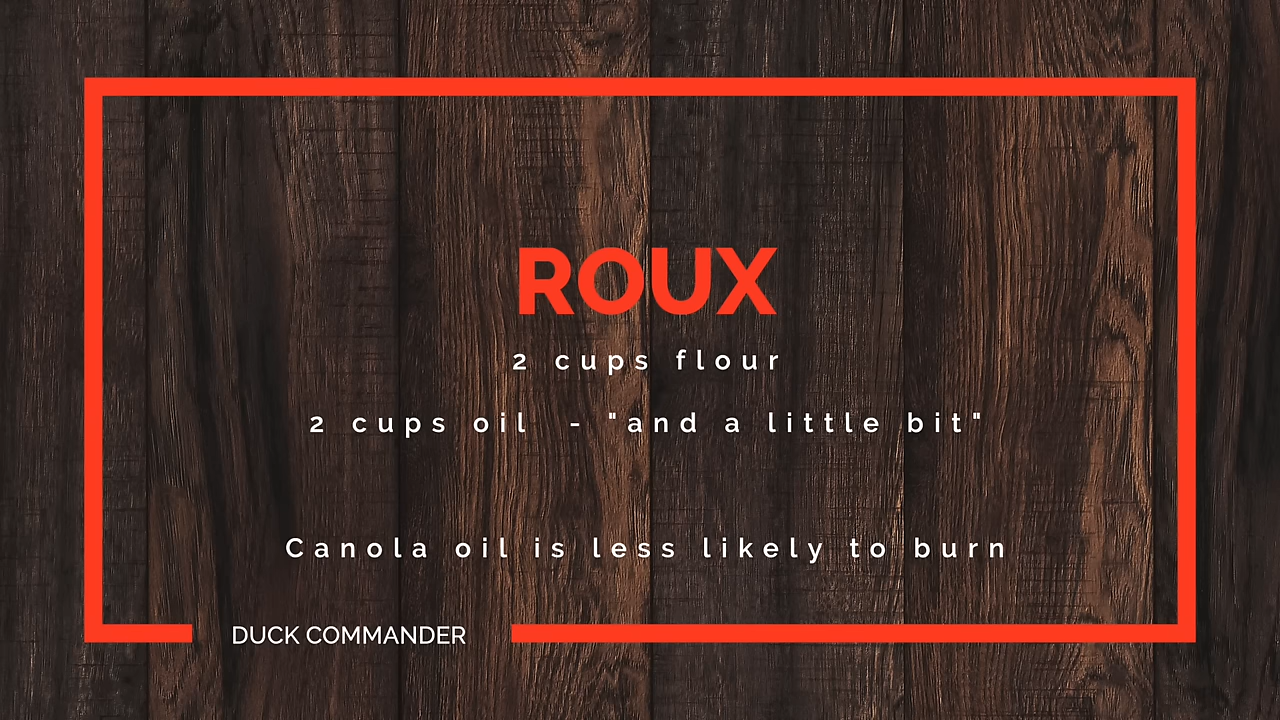 ROUX
2 cups flour
2 cups oil - "and a little bit"
Canola oil is less likely to burn
DUCK COMMANDER